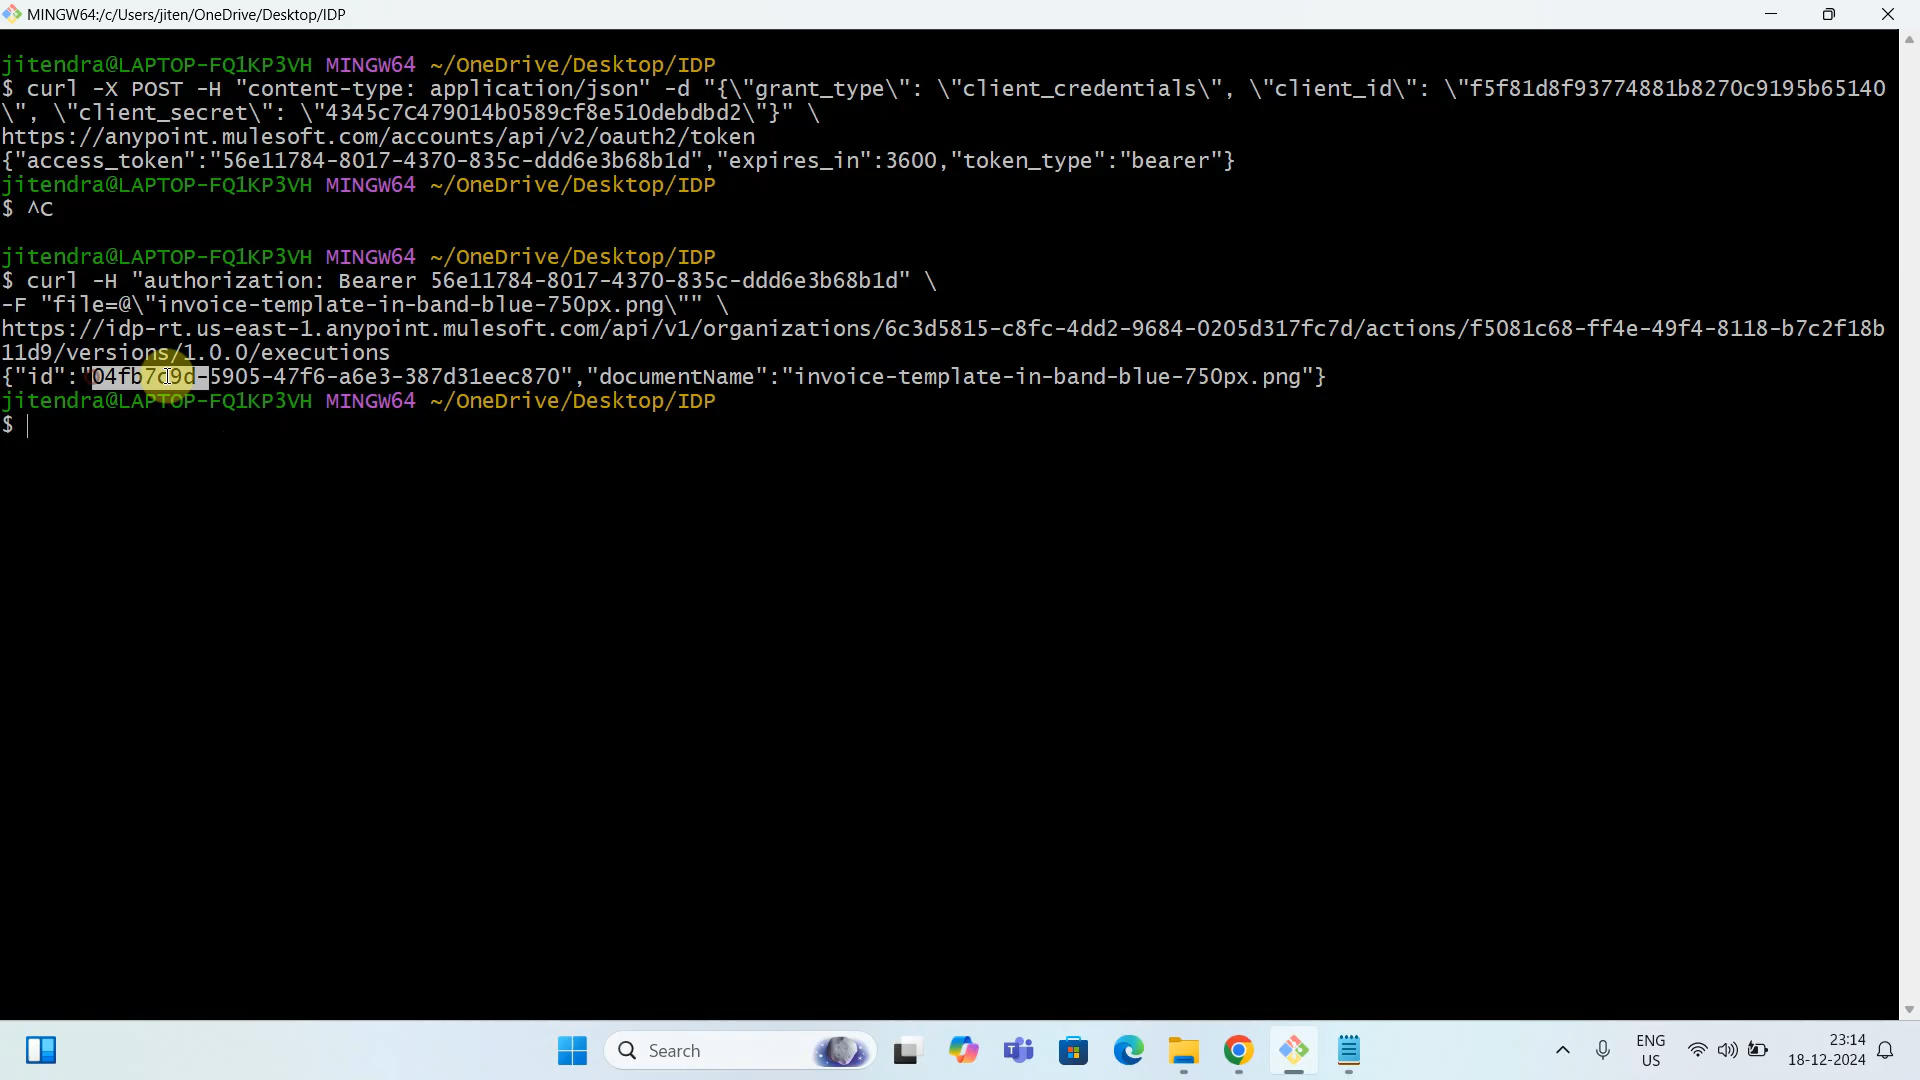 MINGW64:/c/Users/jiten/OneDrive/Desktop/IDP
jitendra@LAPTOP-FQ1KP3VH MINGW64 ~/OneDrive/Desktop/IDP
$ curl -X POST -H "content-type: application/json" -d "{\"grant_type\": \"client_credentials\", \"client_id\": \"f5f81d8f93774881b8270c9195b65140
\", \"client_secret\": \"4345c7C479014b0589cf8e510debdbd2\"}" \
https://anypoint.mulesoft.com/accounts/api/v2/oauth2/token
{"access_token":"56e11784-8017-4370-835c-ddd6e3b68b1d","expires_in":3600,"token_type":"bearer"}
jitendra@LAPTOP-FQ1KP3VH MINGW64 ~/OneDrive/Desktop/IDP
$ ^C
jitendra@LAPTOP-FQ1KP3VH MINGW64 ~/OneDrive/Desktop/IDP
$ curl -H "authorization: Bearer 56e11784-8017-4370-835c-ddd6e3b68b1d" \
-F "file=@\"invoice-template-in-band-blue-750px.png\"" \
https://idp-rt.us-east-1.anypoint.mulesoft.com/api/v1/organizations/6c3d5815-c8fc-4dd2-9684-0205d317fc7d/actions/f5081c68-ff4e-49f4-8118-b7c2f18b
11d9/versions/1.0.0/executions
{"id":"04fb7c9d-5905-47f6-a6e3-387d31eec870","documentName":"invoice-template-in-band-blue-750px.png"}
jitendra@LAPTOP-FQ1KP3VH MINGW64 ~/OneDrive/Desktop/IDP
$
Search
ENG
US
23:14
18-12-2024